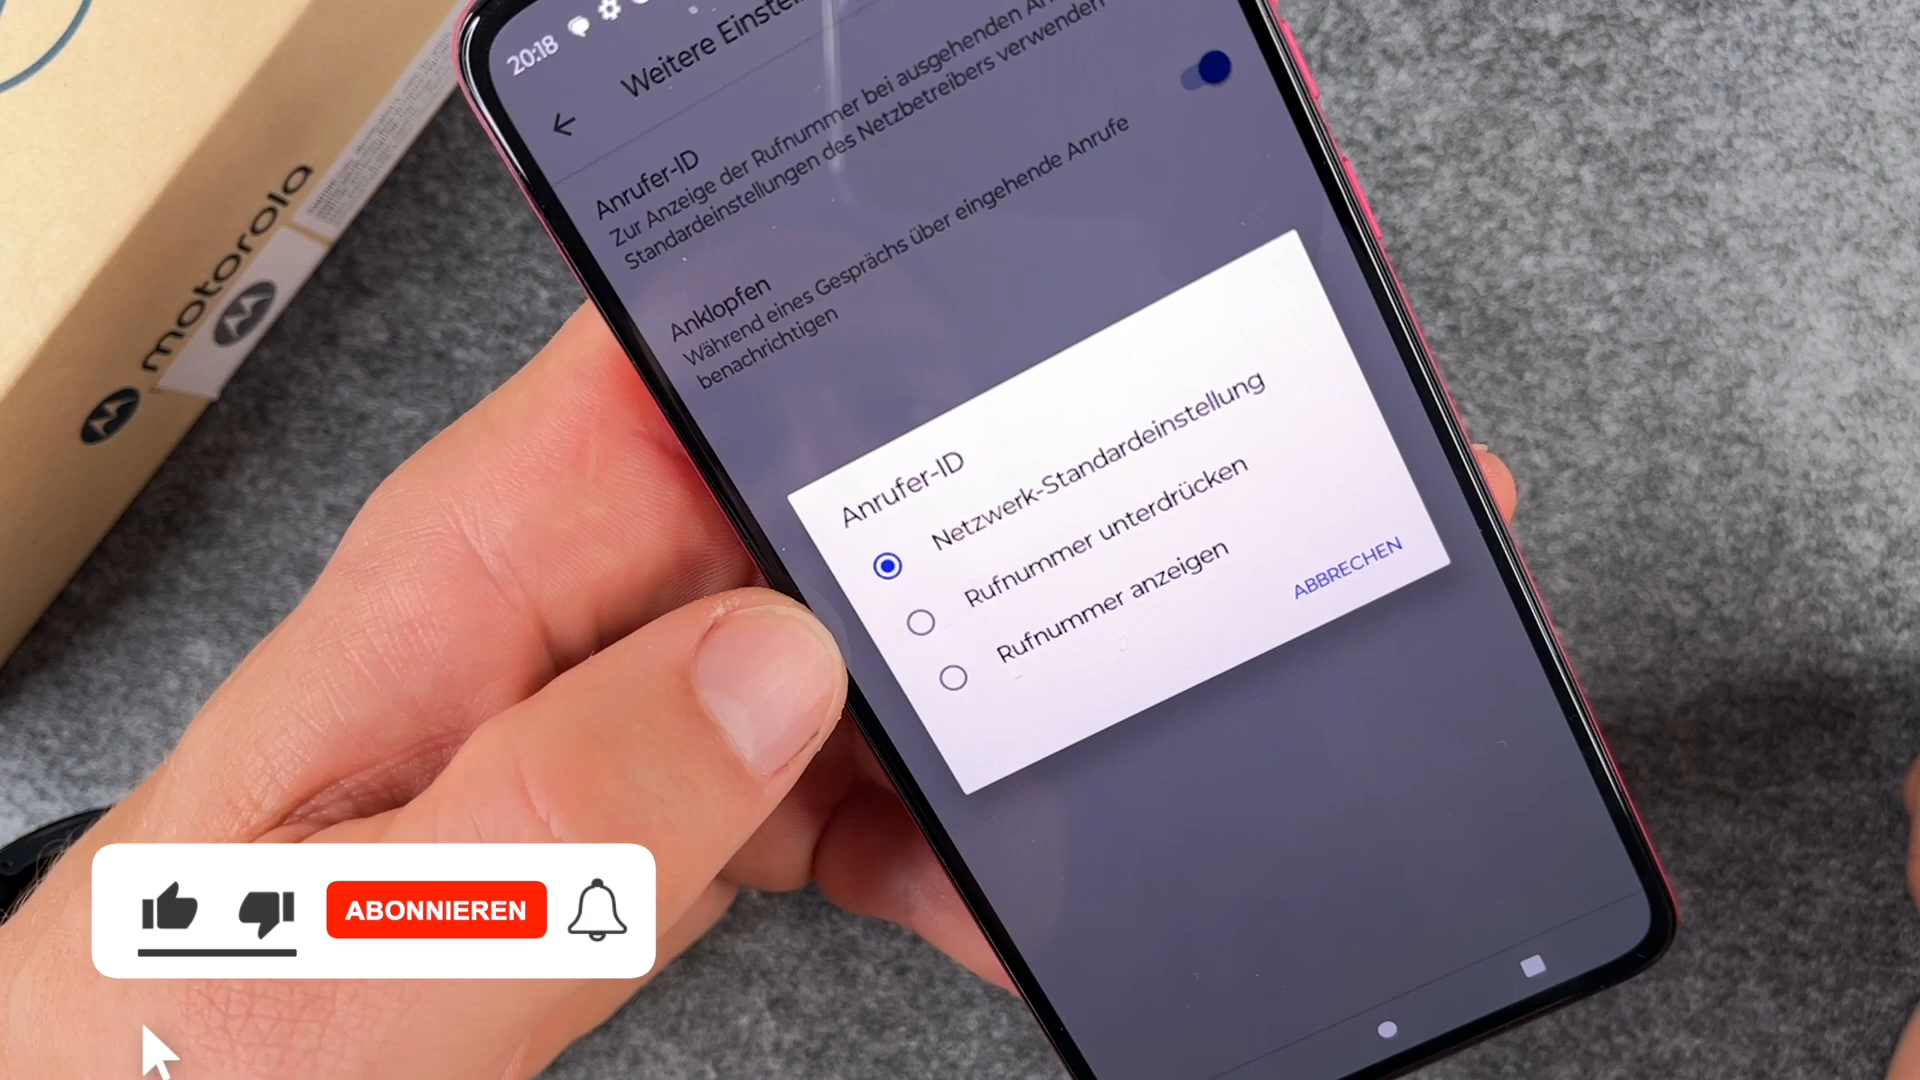 20:18
Weitere
Anrufer-ID
Zur Anzeige der Rufnummer bei ausgehenden
Standardeinstellungen des Netzbetreibers verwenden
Anklopfen
Während eines Gesprächs über eingehende Anrufe
benachrichtigen
Anrufer-ID
Netzwerk-Standardeinstellung
Rufnummer unterdrücken
Rufnummer anzeigen
ABBRECHEN
motorola
ABONNIEREN